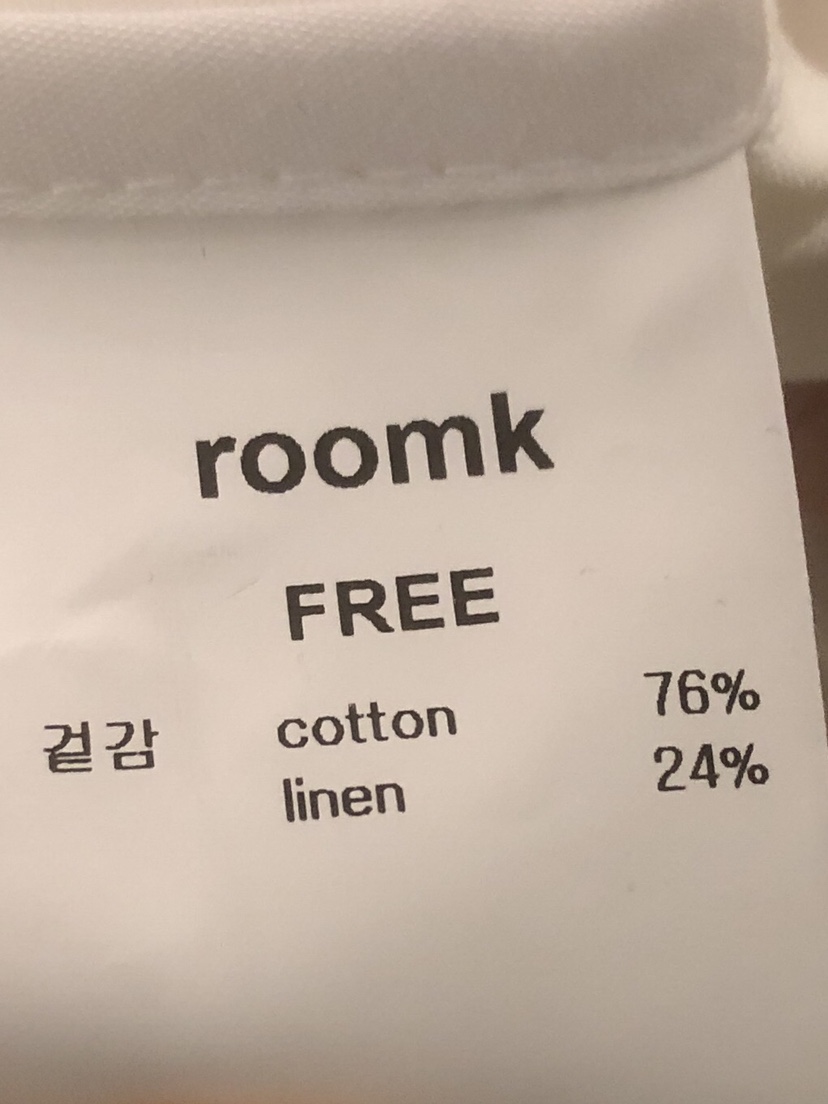 roomk
FREE
겉감 cotton 76%
linen 24%